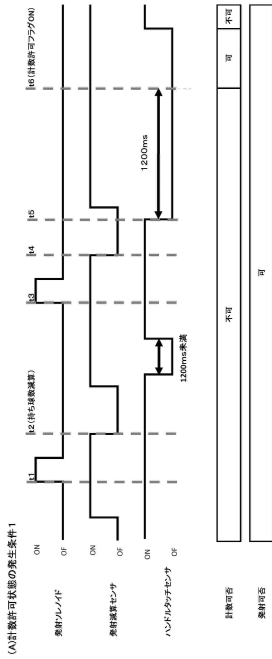 (A)計数許可状態の発生条件1
t1
t2(持ち球数減算)
t3
t4
t5
t6(計数許可フラグON)
発射ソレノイド
ON
OF
発射減算センサ
ON
OF
ハンドルタッチセンサ
ON
OF
1200ms未満
1200ms
計数可否
不可
可
不可
発射可否
可